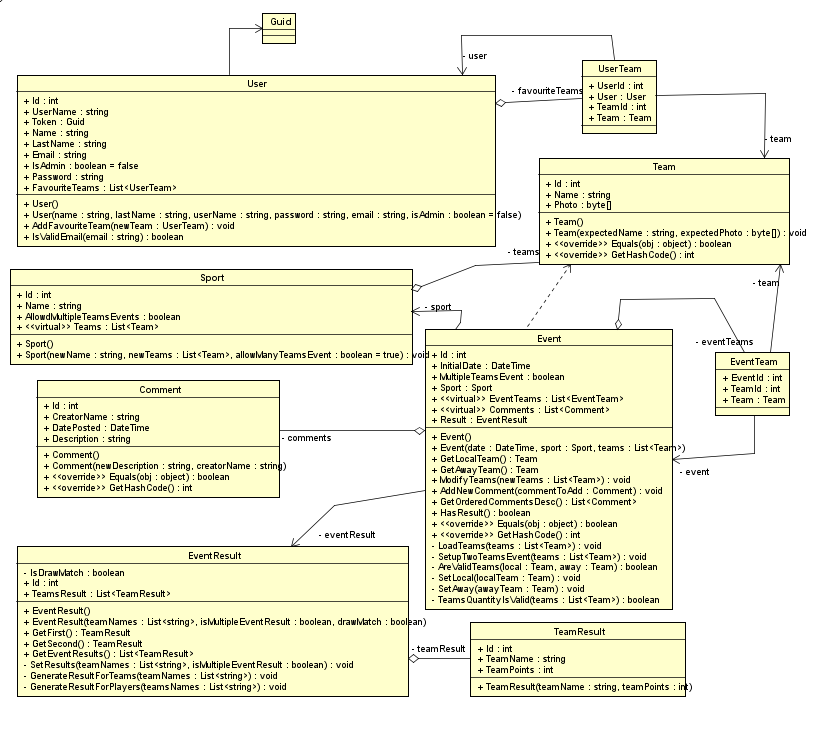 Guid
- user
UserTeam
+ UserId : int
+ User : User
+ TeamId : int
+ Team : Team
- favouriteTeams
- team
User
+ Id : int
+ UserName : string
+ Token : Guid
+ Name : string
+ LastName : string
+ Email : string
+ IsAdmin : boolean = false
+ Password : string
+ FavouriteTeams : List<UserTeam>
+ User()
+ User(name : string, lastName : string, userName : string, password : string, email : string, isAdmin : boolean = false)
+ AddFavouriteTeam(newTeam : UserTeam) : void
+ IsValidEmail(email : string) : boolean
Team
+ Id : int
+ Name : string
+ Photo : byte[]
+ Team()
+ Team(expectedName : string, expectedPhoto : byte[]) : void
+ <<override>> Equals(obj : object) : boolean
+ <<override>> GetHashCode() : int
- teams
- team
Sport
+ Id : int
+ Name : string
+ AllowdMultipleTeamsEvents : boolean
+ <<virtual>> Teams : List<Team>
+ Sport()
+ Sport(newName : string, newTeams : List<Team>, allowManyTeamsEvent : boolean = true) : void
- sport
- eventTeams
Event
+ Id : int
+ InitialDate : DateTime
+ MultipleTeamsEvent : boolean
+ Sport : Sport
+ <<virtual>> EventTeams : List<EventTeam>
+ <<virtual>> Comments : List<Comment>
+ Result : EventResult
+ Event()
+ Event(date : DateTime, sport : Sport, teams : List<Team>)
+ GetLocalTeam() : Team
+ GetAwayTeam() : Team
+ ModifyTeams(newTeams : List<Team>) : void
+ AddNewComment(commentToAdd : Comment) : void
+ GetOrderedCommentsDesc() : List<Comment>
+ HasResult() : boolean
+ <<override>> Equals(obj : object) : boolean
+ <<override>> GetHashCode() : int
- LoadTeams(teams : List<Team>) : void
- SetupTwoTeamsEvent(teams : List<Team>) : void
- AreValidTeams(local : Team, away : Team) : boolean
- SetLocal(localTeam : Team) : void
- SetAway(awayTeam : Team) : void
- TeamsQuantityIsValid(teams : List<Team>) : boolean
EventTeam
+ EventId : int
+ TeamId : int
+ Team : Team
- event
Comment
+ Id : int
+ CreatorName : string
+ DatePosted : DateTime
+ Description : string
+ Comment()
+ Comment(newDescription : string, creatorName : string)
+ <<override>> Equals(obj : object) : boolean
+ <<override>> GetHashCode() : int
- comments
- eventResult
EventResult
- IsDrawMatch : boolean
+ Id : int
+ TeamsResult : List<TeamResult>
+ EventResult()
+ EventResult(teamNames : List<string>, isMultipleEventResult : boolean, drawMatch : boolean)
+ GetFirst() : TeamResult
+ GetSecond() : TeamResult
+ GetEventResults() : List<TeamResult>
- SetResults(teamNames : List<string>, isMultipleEventResult : boolean) : void
- GenerateResultForTeams(teamNames : List<string>) : void
- GenerateResultForPlayers(teamsNames : List<string>) : void
- teamResult
TeamResult
+ Id : int
+ TeamName : string
+ TeamPoints : int
+ TeamResult(teamName : string, teamPoints : int)